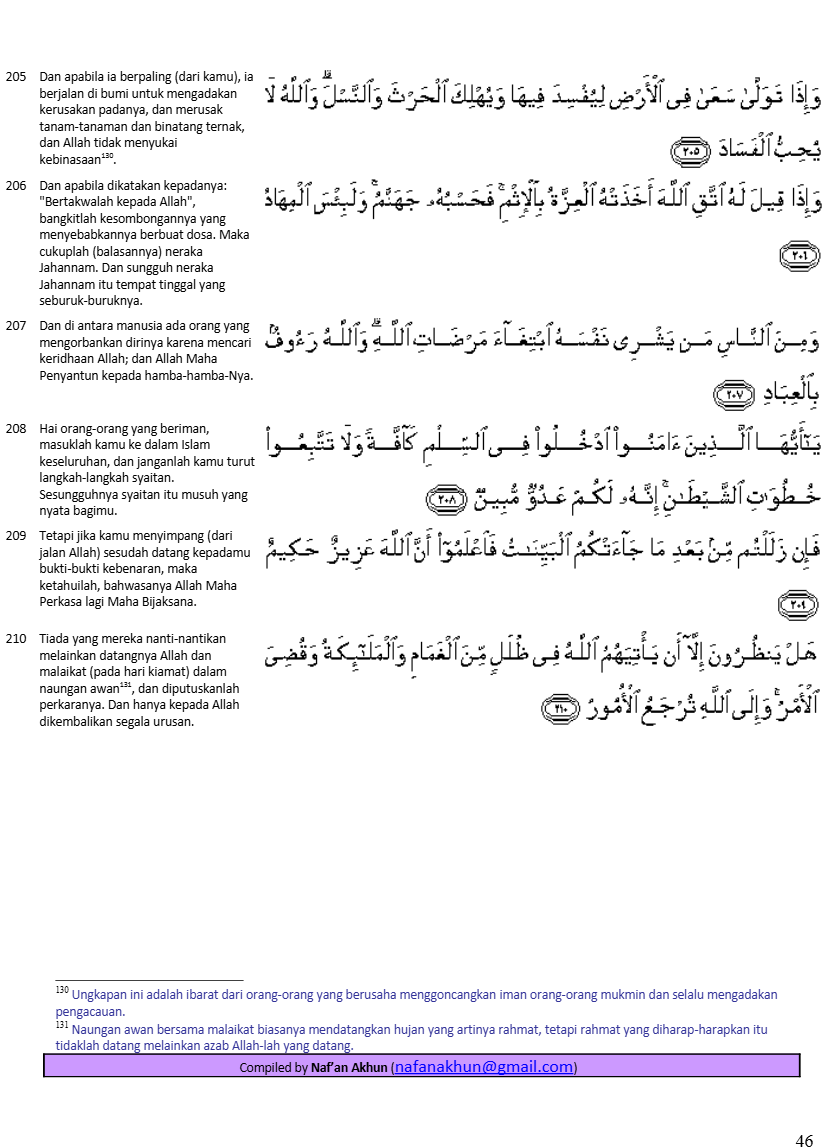 205 Dan apabila ia berpaling (dari kamu), ia
berjalan di bumi untuk mengadakan
kerusakan padanya, dan merusak
tanam-tanaman dan binatang ternak,
dan Allah tidak menyukai
kebinasaan¹³⁰.
وَإِذَا تَوَلَّىٰ سَعَىٰ فِى ٱلْأَرْضِ لِيُفْسِدَ فِيهَا وَيُهْلِكَ ٱلْحَرْثَ وَٱلنَّسْلَ ۗ وَٱللَّهُ لَا
يُحِبُّ ٱلْفَسَادَ ﴿٢٠٥﴾
206 Dan apabila dikatakan kepadanya:
"Bertakwalah kepada Allah",
bangkitlah kesombongannya yang
menyebabkannya berbuat dosa. Maka
cukuplah (balasannya) neraka
Jahannam. Dan sungguh neraka
Jahannam itu tempat tinggal yang
seburuk-buruknya.
وَإِذَا قِيلَ لَهُ ٱتَّقِ ٱللَّهَ أَخَذَتْهُ ٱلْعِزَّةُ بِٱلْإِثْمِ ۚ فَحَسْبُهُۥ جَهَنَّمُ ۚ وَلَبِئْسَ ٱلْمِهَادُ
﴿٢٠٦﴾
207 Dan di antara manusia ada orang yang
mengorbankan dirinya karena mencari
keridhaan Allah; dan Allah Maha
Penyantun kepada hamba-hamba-Nya.
وَمِنَ ٱلنَّاسِ مَن يَشْرِى نَفْسَهُ ٱبْتِغَآءَ مَرْضَاتِ ٱللَّهِ ۗ وَٱللَّهُ رَءُوفٌۢ
بِٱلْعِبَادِ ﴿٢٠٧﴾
208 Hai orang-orang yang beriman,
masuklah kamu ke dalam Islam
keseluruhan, dan janganlah kamu turut
langkah-langkah syaitan.
Sesungguhnya syaitan itu musuh yang
nyata bagimu.
يَـٰٓأَيُّهَا ٱلَّذِينَ ءَامَنُوا۟ ٱدْخُلُوا۟ فِى ٱلسِّلْمِ كَآفَّةً وَلَا تَتَّبِعُوا۟
خُطُوَٰتِ ٱلشَّيْطَـٰنِ ۚ إِنَّهُۥ لَكُمْ عَدُوٌّ مُّبِينٌ ﴿٢٠٨﴾
209 Tetapi jika kamu menyimpang (dari
jalan Allah) sesudah datang kepadamu
bukti-bukti kebenaran, maka
ketahuilah, bahwasanya Allah Maha
Perkasa lagi Maha Bijaksana.
فَإِن زَلَلْتُم مِّنۢ بَعْدِ مَا جَآءَتْكُمُ ٱلْبَيِّنَـٰتُ فَٱعْلَمُوٓا۟ أَنَّ ٱللَّهَ عَزِيزٌ حَكِيمٌ
﴿٢٠٩﴾
210 Tiada yang mereka nanti-nantikan
melainkan datangnya Allah dan
malaikat (pada hari kiamat) dalam
naungan awan¹³¹, dan diputuskanlah
perkaranya. Dan hanya kepada Allah
dikembalikan segala urusan.
هَلْ يَنظُرُونَ إِلَّآ أَن يَأْتِيَهُمُ ٱللَّهُ فِى ظُلَلٍ مِّنَ ٱلْغَمَامِ وَٱلْمَلَـٰٓئِكَةُ وَقُضِىَ
ٱلْأَمْرُ ۚ وَإِلَى ٱللَّهِ تُرْجَعُ ٱلْأُمُورُ ﴿٢١٠﴾
¹³⁰ Ungkapan ini adalah ibarat dari orang-orang yang berusaha menggoncangkan iman orang-orang mukmin dan selalu mengadakan
pengacauan.
¹³¹ Naungan awan bersama malaikat biasanya mendatangkan hujan yang artinya rahmat, tetapi rahmat yang diharap-harapkan itu
tidaklah datang melainkan azab Allah-lah yang datang.
Compiled by Naf'an Akhun (nafanakhun@gmail.com)
46